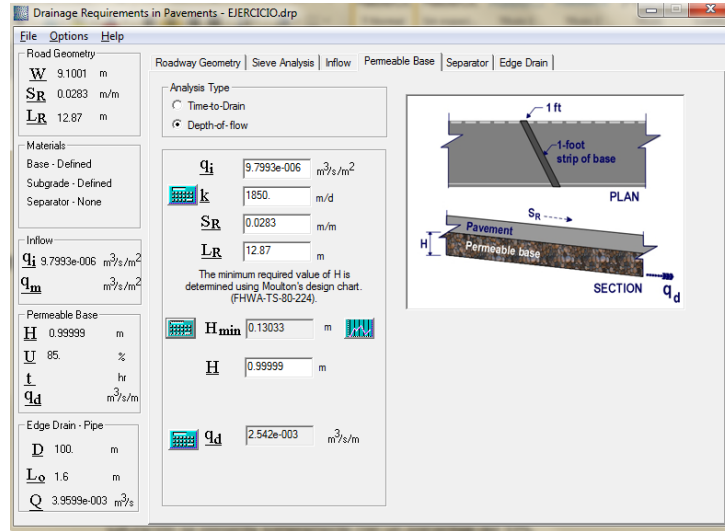 Drainage Requirements in Pavements - EJERCICIO.drp
File Options Help
Road Geometry
W 9.1001 m
SR 0.0283 m/m
LR 12.87 m
Materials
Base - Defined
Subgrade - Defined
Separator - None
Inflow
qi 9.7993e-006 m3/s/m2
qm m3/s/m2
Permeable Base
H 0.99999 m
U 85. %
t hr
qd m3/s/m
Edge Drain - Pipe
D 100. m
Lo 1.6 m
Q 3.9599e-003 m3/s
Roadway Geometry Sieve Analysis Inflow Permeable Base Separator Edge Drain
Analysis Type
Time-to-Drain
Depth-of-flow
qi 9.7993e-006 m3/s/m2
k 1850. m/d
SR 0.0283 m/m
LR 12.87 m
The minimum required value of H is
determined using Moulton's design chart.
(FHWA-TS-80-224).
Hmin 0.13033 m
H 0.99999 m
qd 2.542e-003 m3/s/m
1 ft
1-foot
strip of base
PLAN
SR
Pavement
H
Permeable base
SECTION
qd